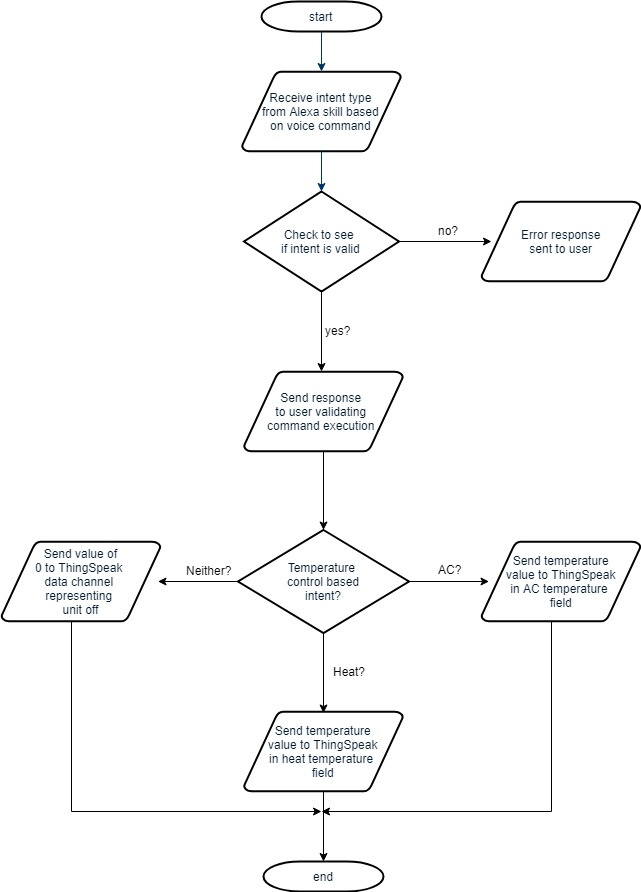 start
Receive intent type
from Alexa skill based
on voice command
Check to see
if intent is valid
no?
Error response
sent to user
yes?
Send response
to user validating
command execution
Send value of
0 to ThingSpeak
data channel
representing
unit off
Neither?
Temperature
control based
intent?
AC?
Send temperature
value to ThingSpeak
in AC temperature
field
Heat?
Send temperature
value to ThingSpeak
in heat temperature
field
end